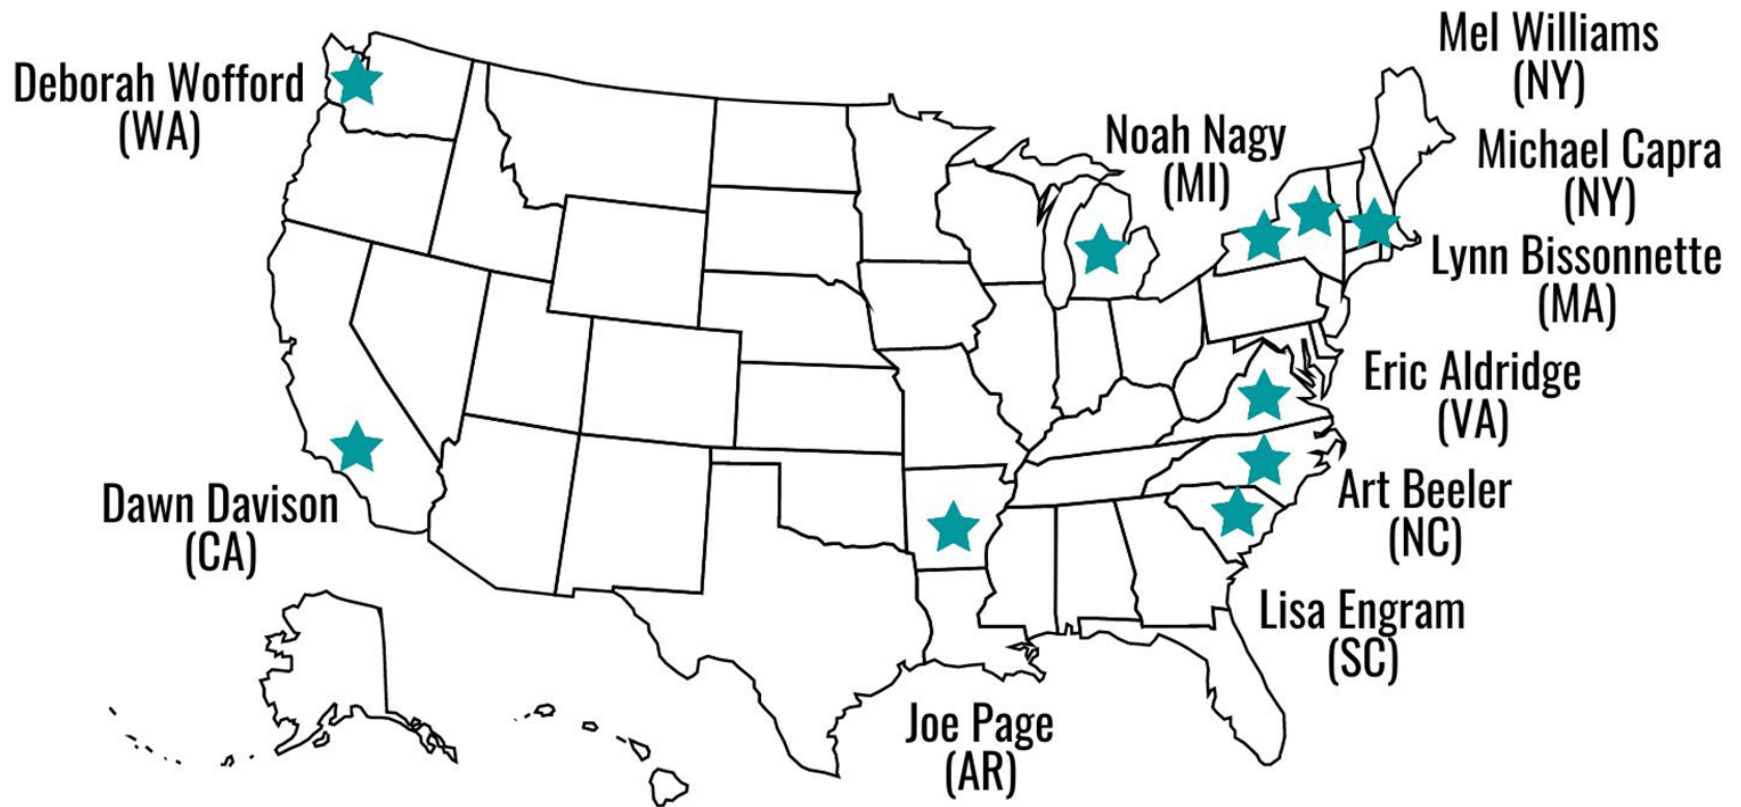 Mel Williams
(NY)
Deborah Wofford
(WA)
Noah Nagy
(MI)
Michael Capra
(NY)
Lynn Bissonnette
(MA)
Eric Aldridge
(VA)
Dawn Davison
(CA)
Art Beeler
(NC)
Lisa Engram
(SC)
Joe Page
(AR)